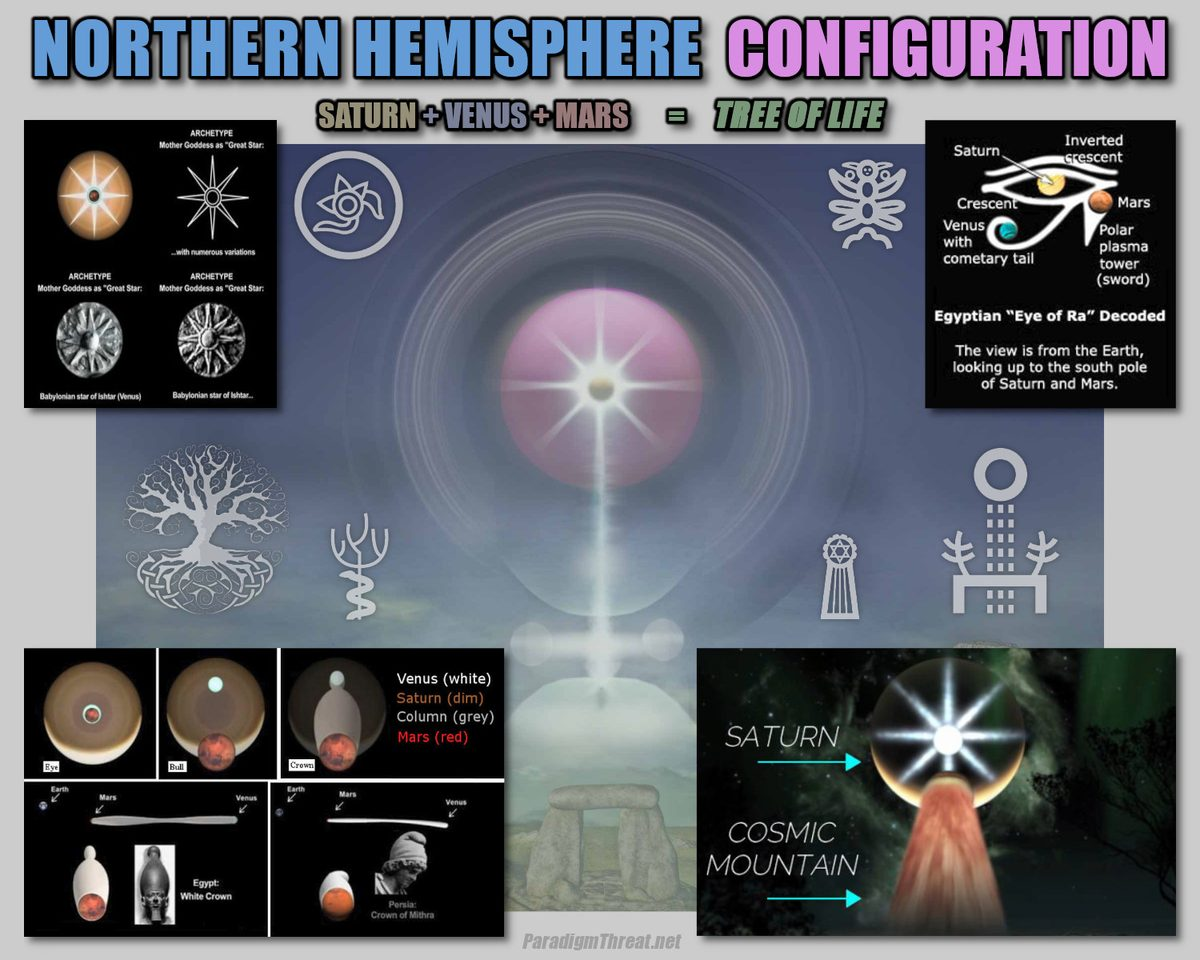 NORTHERN HEMISPHERE CONFIGURATION
SATURN + VENUS + MARS = TREE OF LIFE
ARCHETYPE
Mother Goddess as "Great Star:
...with numerous variations
ARCHETYPE
Mother Goddess as "Great Star:
Babylonian star of Ishtar (Venus)
ARCHETYPE
Mother Goddess as "Great Star:
Babylonian star of Ishtar...
Saturn
Inverted
crescent
Crescent
Mars
Venus
with
cometary tail
Polar
plasma
tower
(sword)
Egyptian “Eye of Ra” Decoded
The view is from the Earth,
looking up to the south pole
of Saturn and Mars.
Eye
Bull
Crown
Venus (white)
Saturn (dim)
Column (grey)
Mars (red)
Earth
Mars
Venus
Egypt:
White Crown
Earth
Mars
Venus
Persia:
Crown of Mithra
SATURN
COSMIC
MOUNTAIN
ParadigmThreat.net